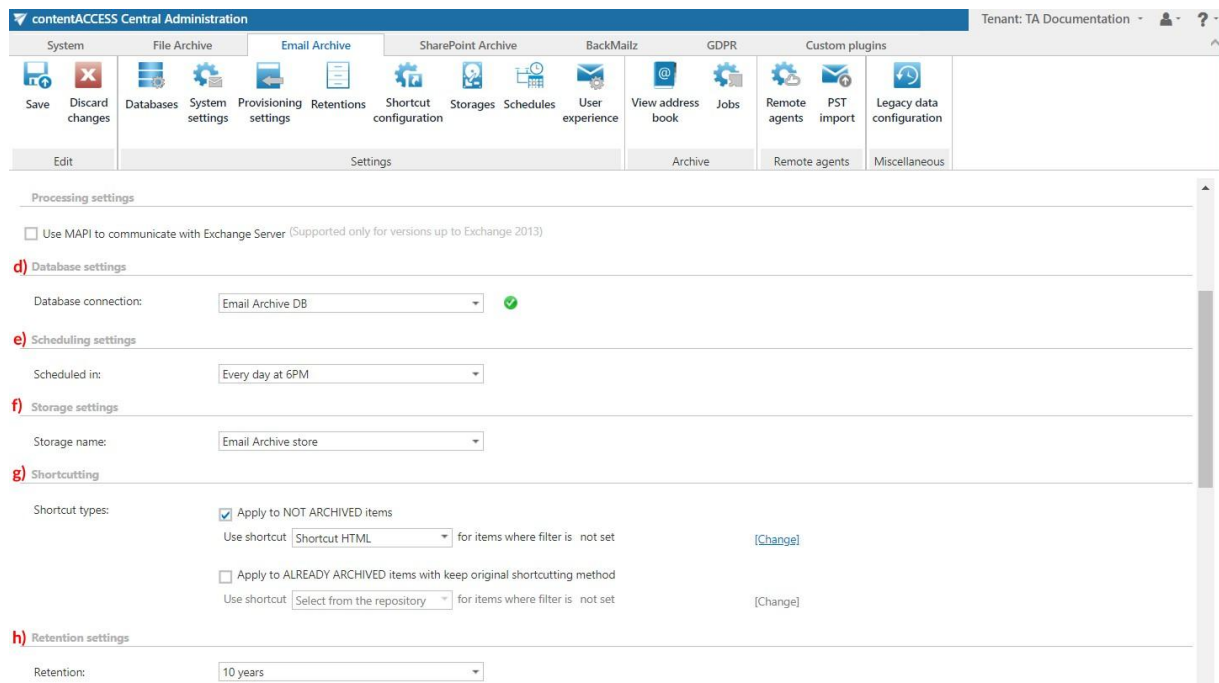 contentACCESS Central Administration
Tenant: TA Documentation
?
System File Archive Email Archive SharePoint Archive BackMailz GDPR Custom plugins
Save Discard changes Databases System settings Provisioning settings Retentions Shortcut configuration Storages Schedules User experience View address book Jobs Remote agents PST import Legacy data configuration
Edit Settings Archive Remote agents Miscellaneous
Processing settings
Use MAPI to communicate with Exchange Server (Supported only for versions up to Exchange 2013)
d) Database settings
Database connection: Email Archive DB
e) Scheduling settings
Scheduled in: Every day at 6PM
f) Storage settings
Storage name: Email Archive store
g) Shortcutting
Shortcut types: Apply to NOT ARCHIVED items
Use shortcut Shortcut HTML for items where filter is not set [Change]
Apply to ALREADY ARCHIVED items with keep original shortcutting method
Use shortcut Select from the repository for items where filter is not set [Change]
h) Retention settings
Retention: 10 years